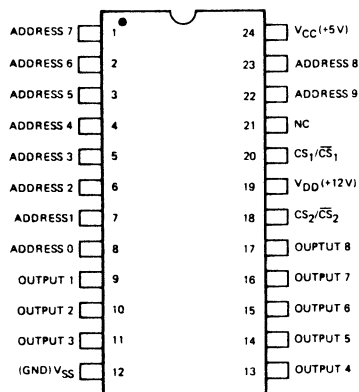 ADDRESS 7 1 24 VCC (+5V)
ADDRESS 6 2 23 ADDRESS 8
ADDRESS 5 3 22 ADDRESS 9
ADDRESS 4 4 21 NC
ADDRESS 3 5 20 CS1/C̅S̅1
ADDRESS 2 6 19 VDD (+12V)
ADDRESS1 7 18 CS2/C̅S̅2
ADDRESS 0 8 17 OUPTUT 8
OUTPUT 1 9 16 OUTPUT 7
OUTPUT 2 10 15 OUTPUT 6
OUTPUT 3 11 14 OUTPUT 5
(GND) VSS 12 13 OUTPUT 4